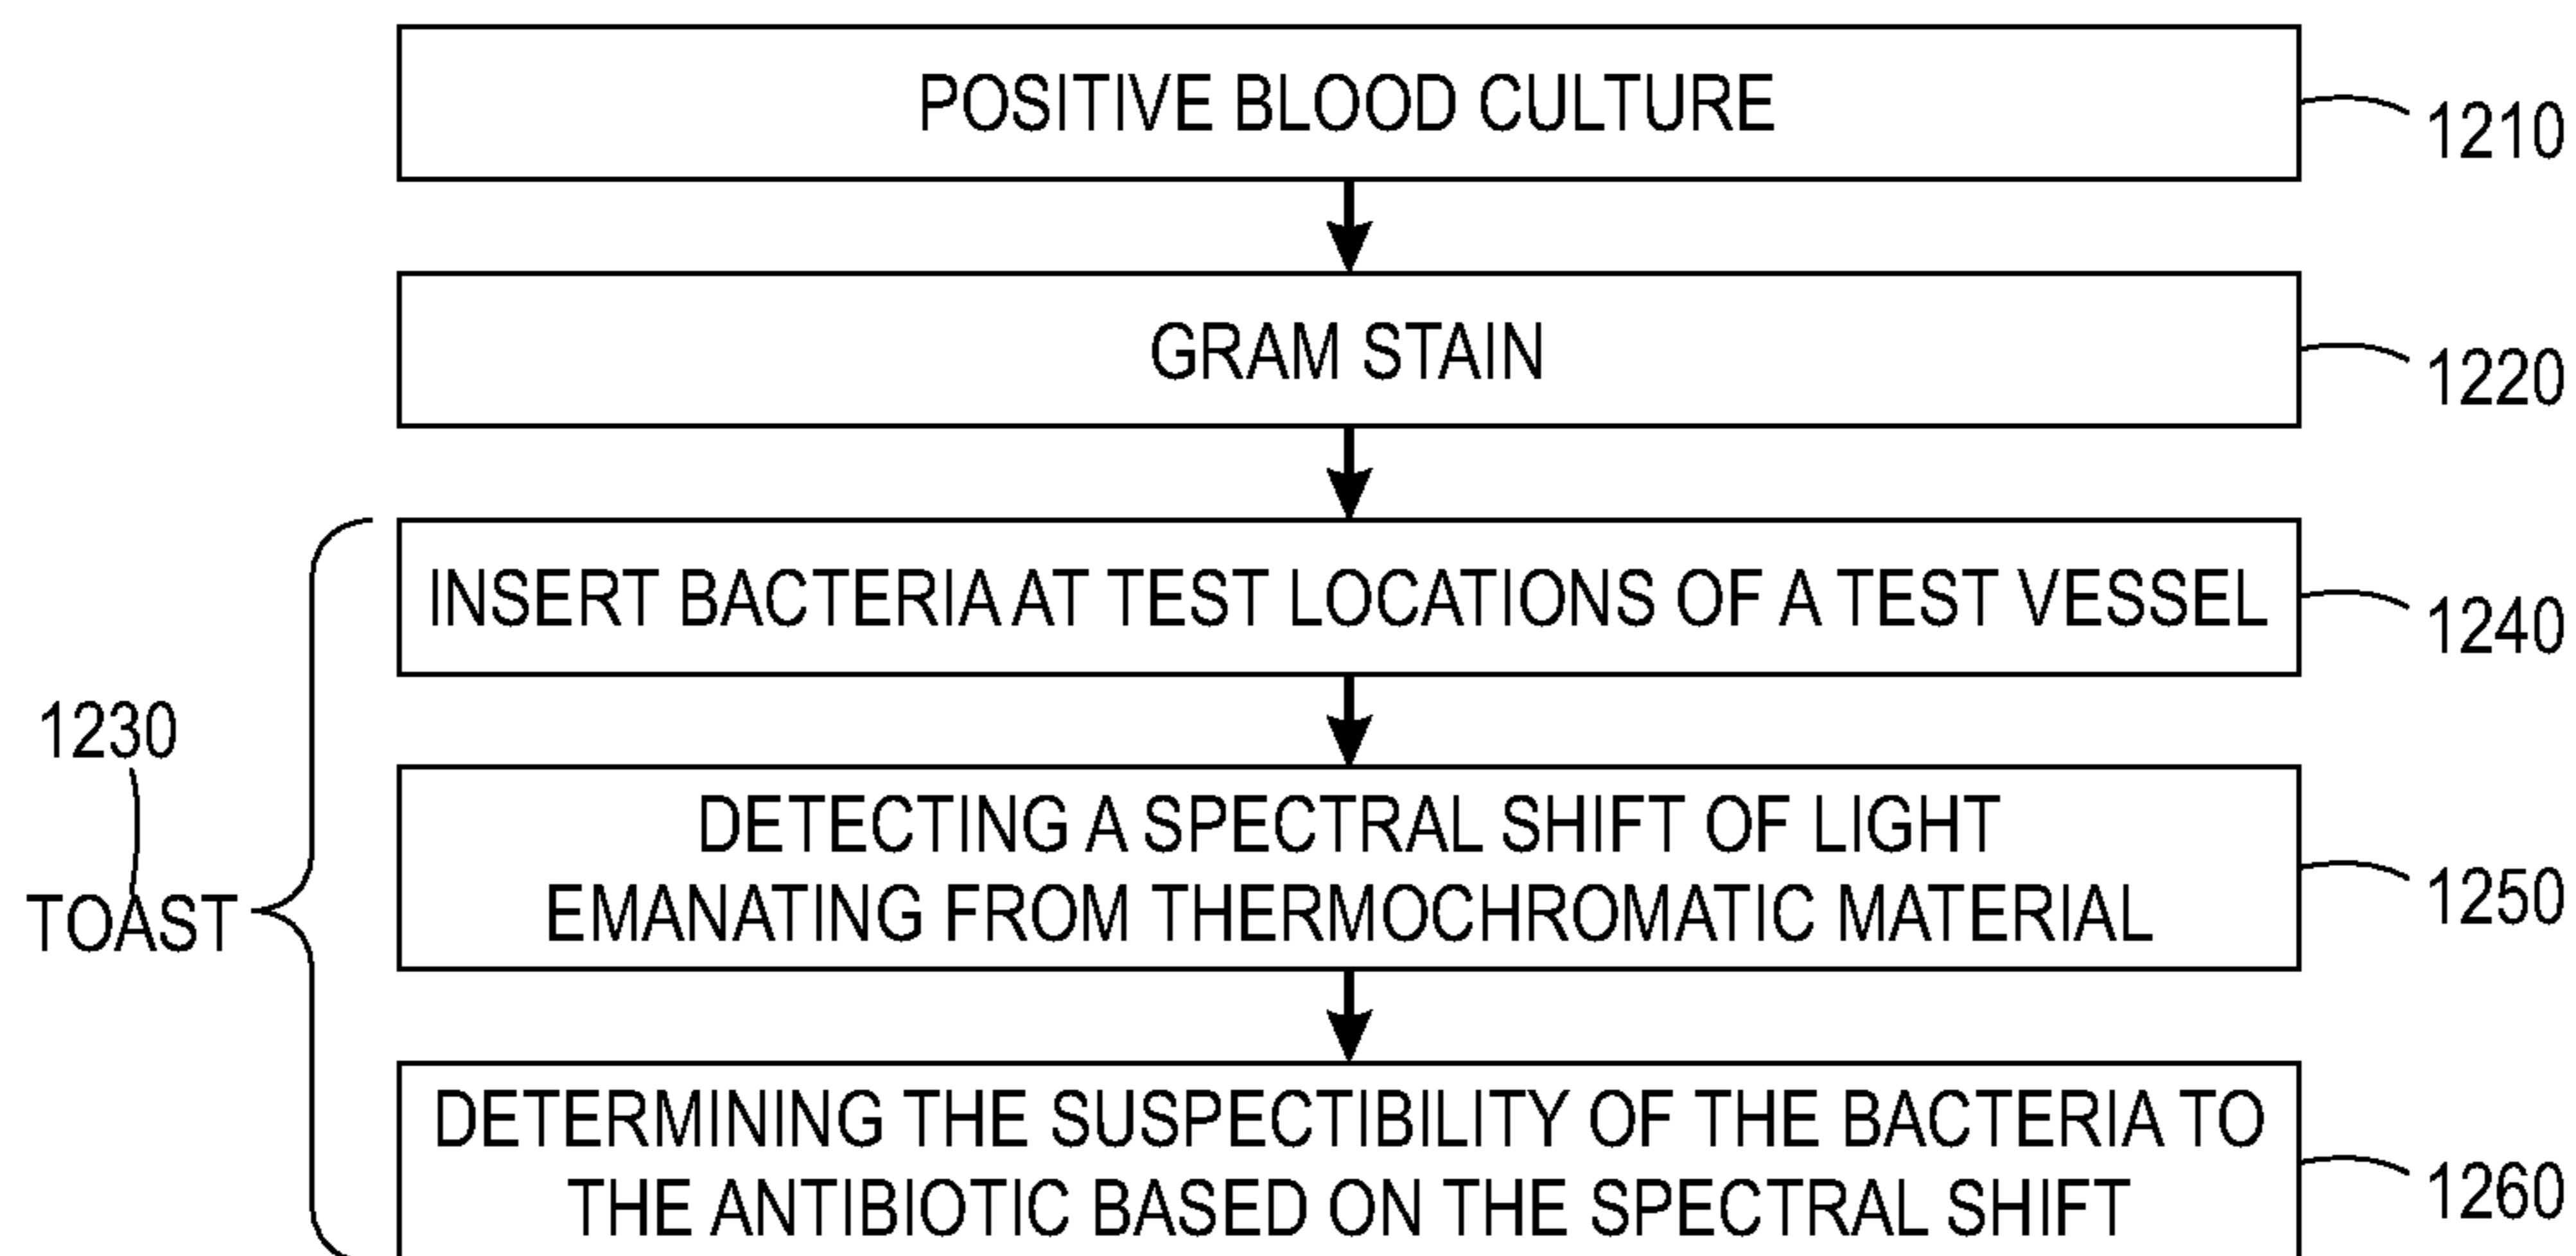 POSITIVE BLOOD CULTURE
1210
GRAM STAIN
1220
INSERT BACTERIA AT TEST LOCATIONS OF A TEST VESSEL
1240
1230
TOAST
DETECTING A SPECTRAL SHIFT OF LIGHT
EMANATING FROM THERMOCHROMATIC MATERIAL
1250
DETERMINING THE SUSPECTIBILITY OF THE BACTERIA TO
THE ANTIBIOTIC BASED ON THE SPECTRAL SHIFT
1260